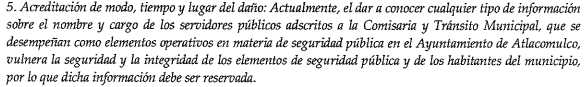 5. Acreditación de modo, tiempo y lugar del daño: Actualmente, el dar a conocer cualquier tipo de información
sobre el nombre y cargo de los servidores públicos adscritos a la Comisaria y Tránsito Municipal, que se
desempeñan como elementos operativos en materia de seguridad pública en el Ayuntamiento de Atlacomulco,
vulnera la seguridad y la integridad de los elementos de seguridad pública y de los habitantes del municipio,
por lo que dicha información debe ser reservada.